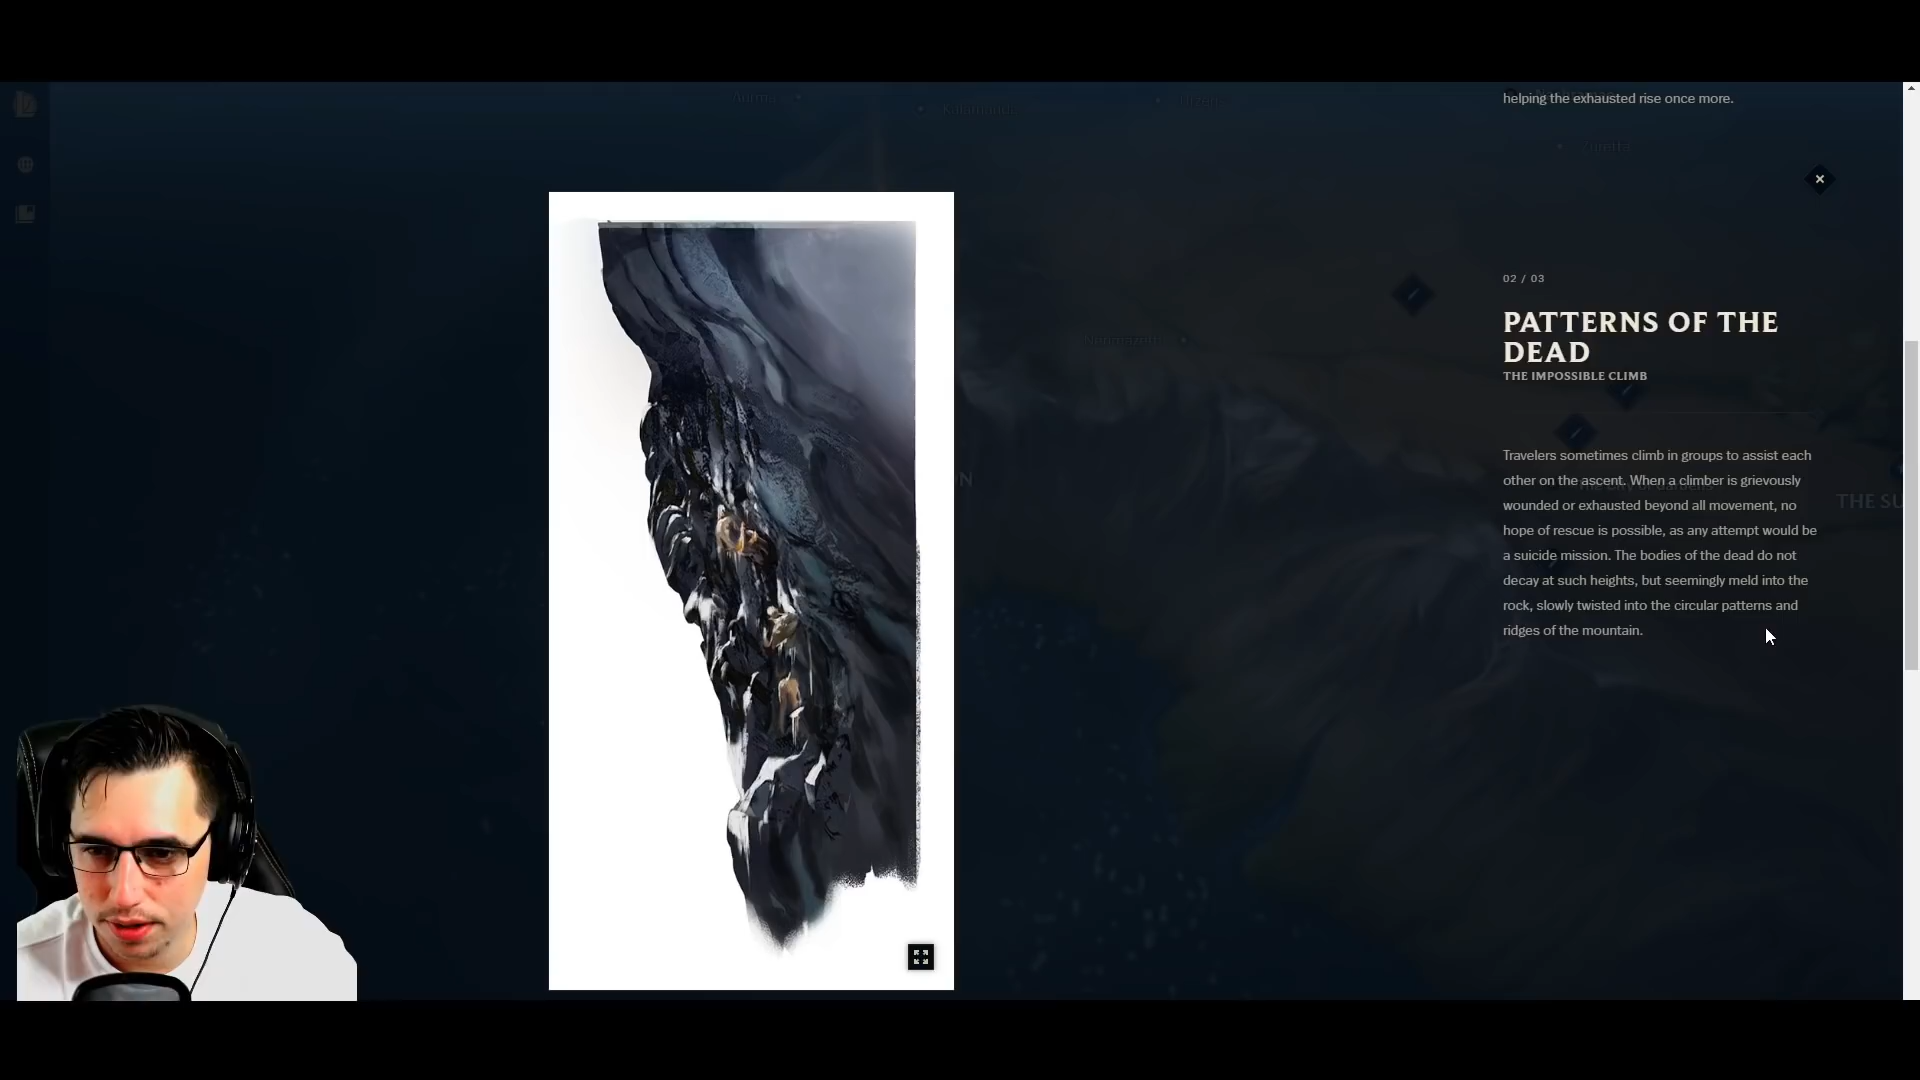 Kalamanda
helping the exhausted rise once more.
Zuretta
02 / 03
PATTERNS OF THE
DEAD
THE IMPOSSIBLE CLIMB
Travelers sometimes climb in groups to assist each
other on the ascent. When a climber is grievously
wounded or exhausted beyond all movement, no
hope of rescue is possible, as any attempt would be
a suicide mission. The bodies of the dead do not
decay at such heights, but seemingly meld into the
rock, slowly twisted into the circular patterns and
ridges of the mountain.
THE SU